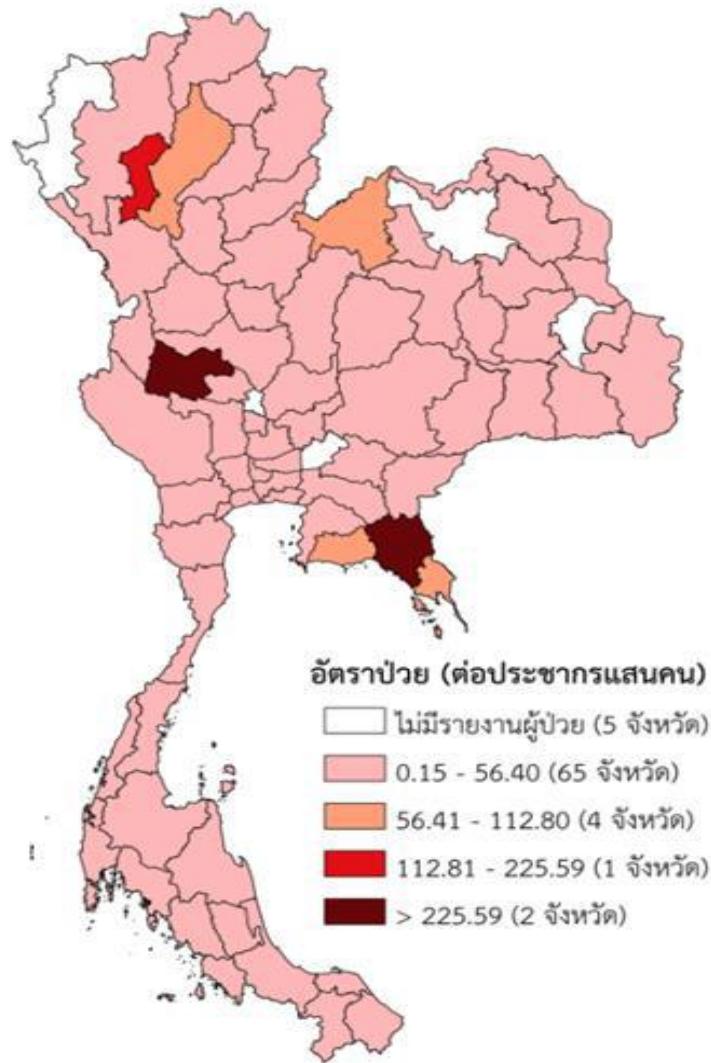 อัตราป่วย (ต่อประชากรแสนคน)
ไม่มีรายงานผู้ป่วย (5 จังหวัด)
0.15 - 56.40 (65 จังหวัด)
56.41 - 112.80 (4 จังหวัด)
112.81 - 225.59 (1 จังหวัด)
> 225.59 (2 จังหวัด)